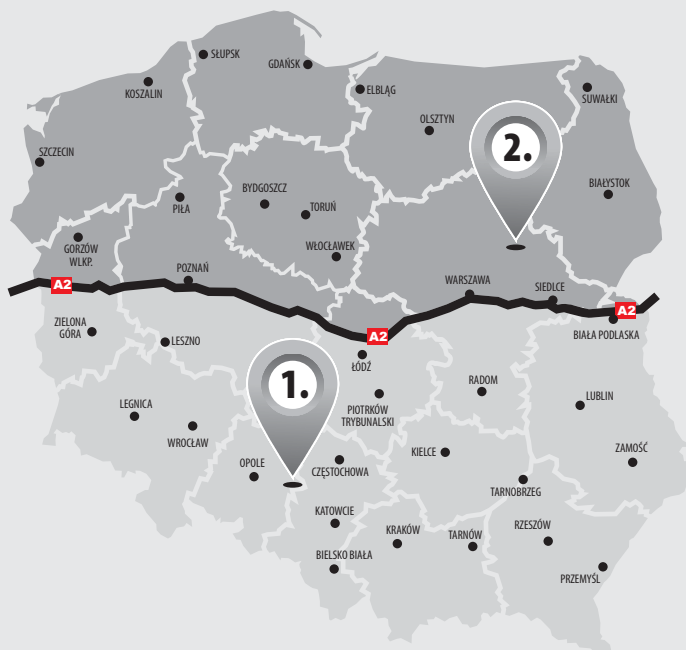 SŁUPSK
GDAŃSK
KOSZALIN
ELBLĄG
SUWAŁKI
OLSZTYN
2.
SZCZECIN
BIAŁYSTOK
BYDGOSZCZ
PIŁA
TORUŃ
WŁOCŁAWEK
GORZÓW
WLKP.
POZNAŃ
WARSZAWA
SIEDLCE
A2
A2
A2
ZIELONA
GÓRA
BIAŁA PODLASKA
LESZNO
ŁÓDŹ
1.
RADOM
LUBLIN
LEGNICA
PIOTRKÓW
TRYBUNALSKI
WROCŁAW
KIELCE
ZAMOŚĆ
OPOLE
CZĘSTOCHOWA
TARNOBRZEG
KATOWCIE
RZESZÓW
KRAKÓW
TARNÓW
BIELSKO BIAŁA
PRZEMYŚL